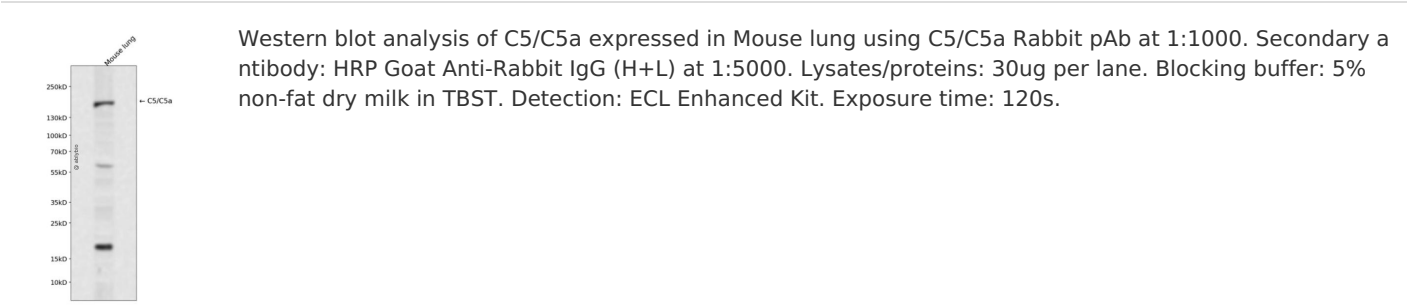 Western blot analysis of C5/C5a expressed in Mouse lung using C5/C5a Rabbit pAb at 1:1000. Secondary a
ntibody: HRP Goat Anti-Rabbit IgG (H+L) at 1:5000. Lysates/proteins: 30ug per lane. Blocking buffer: 5%
non-fat dry milk in TBST. Detection: ECL Enhanced Kit. Exposure time: 120s.
Mouse lung
250kD
← C5/C5a
130kD
100kD
70kD
55kD
35kD
25kD
15kD
10kD